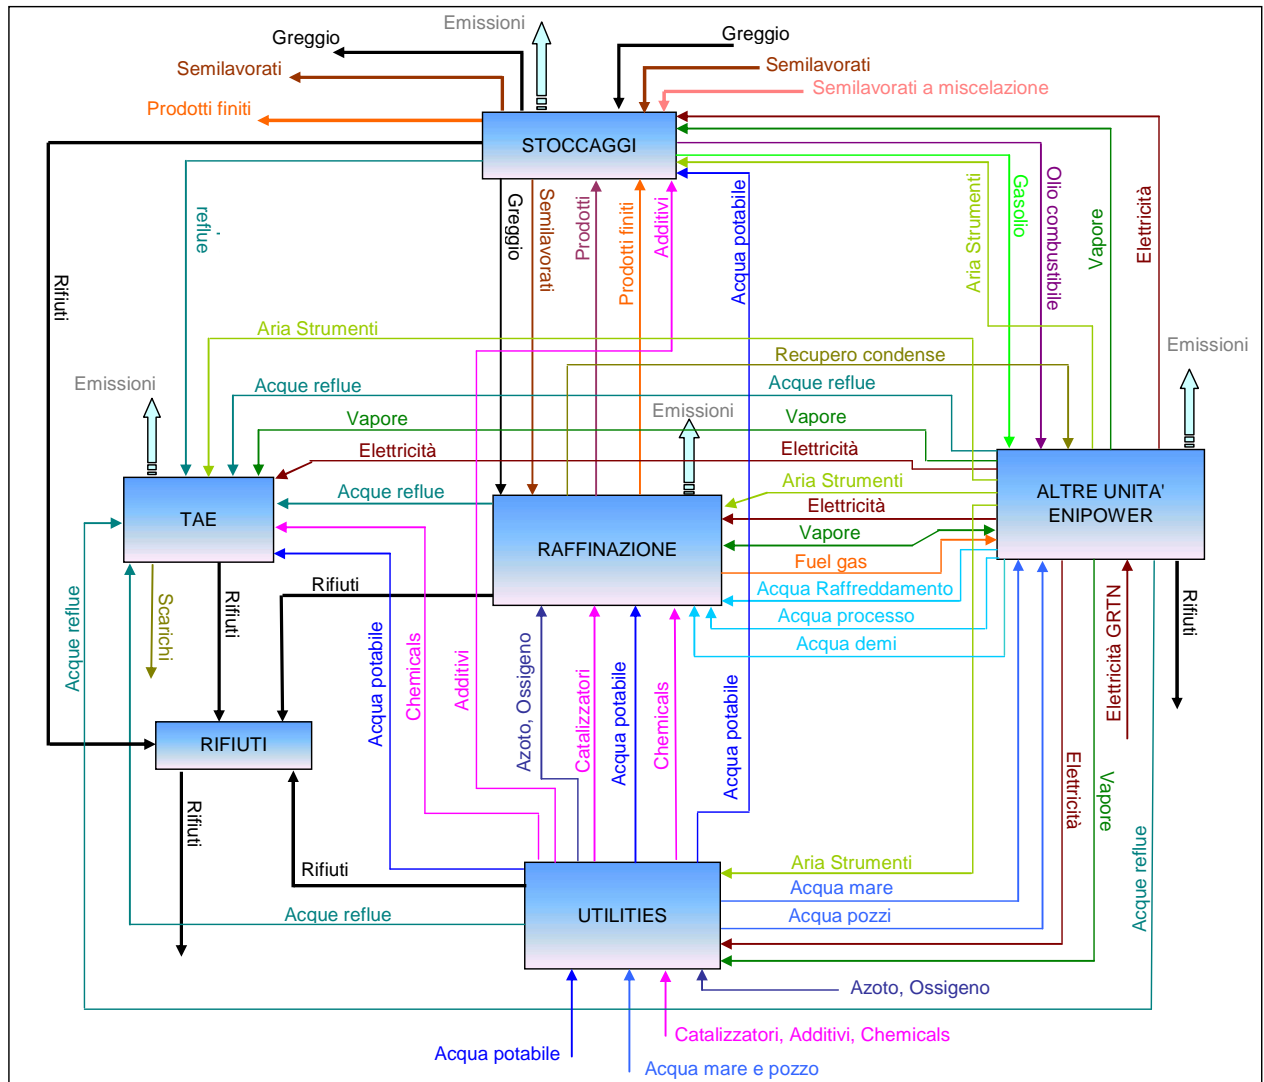 Emissioni
Greggio
Greggio
Semilavorati
Semilavorati
Semilavorati a miscelazione
Prodotti finiti
STOCCAGGI
reflue
Rifiuti
Greggio
Semilavorati
Prodotti
Prodotti finiti
Additivi
Acqua potabile
Aria Strumenti
Gasolio
Olio combustibile
Vapore
Elettricità
Aria Strumenti
Recupero condense
Emissioni
Emissioni
Acque reflue
Acque reflue
Emissioni
Vapore
Vapore
Elettricità
Elettricità
Acque reflue
Aria Strumenti
TAE
RAFFINAZIONE
ALTRE UNITA'
ENIPOWER
Elettricità
Vapore
Fuel gas
Acqua Raffreddamento
Acqua processo
Acqua demi
Rifiuti
Acque reflue
Scarichi
Rifiuti
Acqua potabile
Chemicals
Additivi
Azoto, Ossigeno
Catalizzatori
Acqua potabile
Chemicals
Acqua potabile
Elettricità GRTN
Rifiuti
RIFIUTI
Rifiuti
Elettricità
Vapore
Acque reflue
Rifiuti
Aria Strumenti
Acqua mare
Acqua pozzi
Acque reflue
UTILITIES
Azoto, Ossigeno
Catalizzatori, Additivi, Chemicals
Acqua potabile
Acqua mare e pozzo